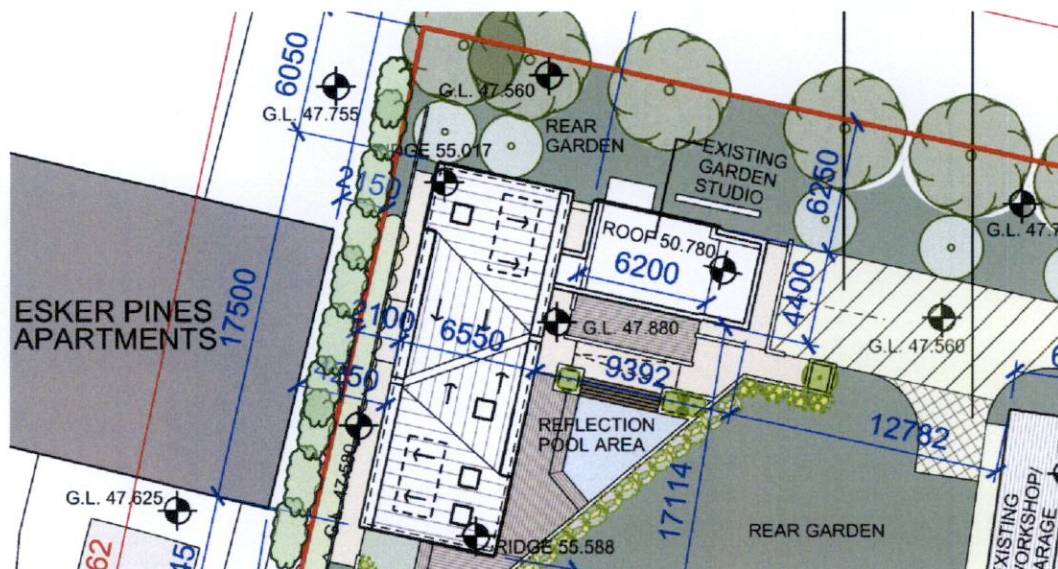 6050
G.L. 47.560
G.L. 47.755
REAR
GARDEN
RIDGE 55.017
EXISTING
GARDEN
STUDIO
2150
6250
ROOF 50.780
6200
4400
ESKER PINES
APARTMENTS
17500
2100
6550
G.L. 47.880
G.L. 47.560
9392
REFLECTION
POOL AREA
12782
G.L. 47.590
G.L. 47.625
17114
REAR GARDEN
RIDGE 55.588
EXISTING
WORKSHOP/
GARAGE
62
45